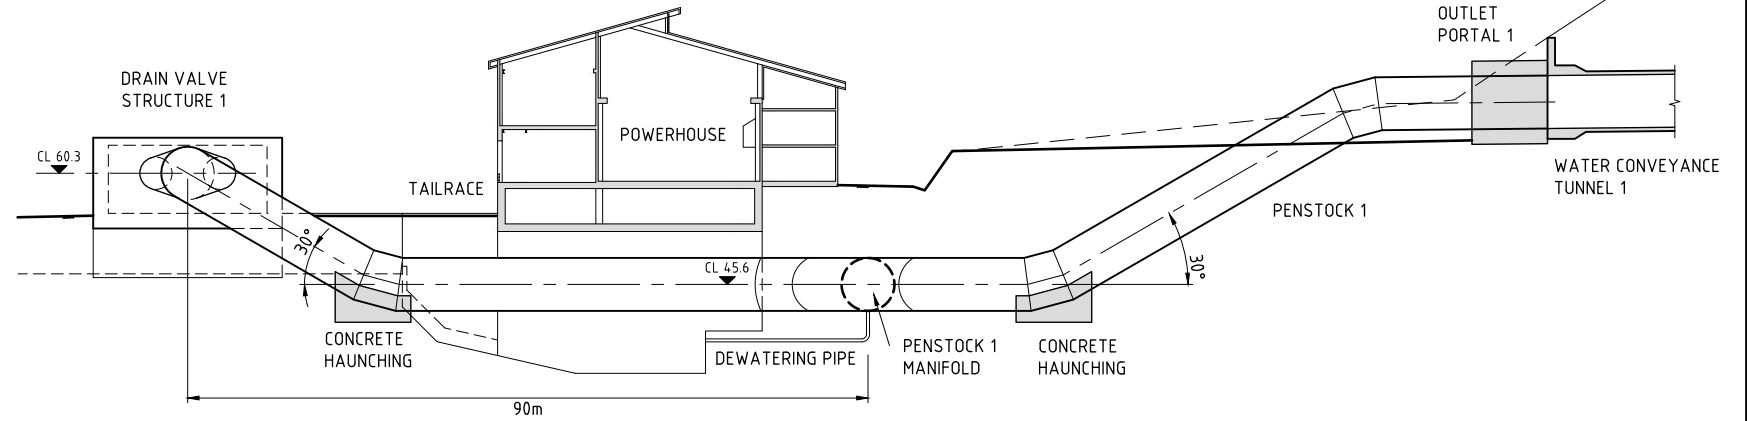 OUTLET
PORTAL 1
DRAIN VALVE
STRUCTURE 1
POWERHOUSE
CL 60.3
TAILRACE
WATER CONVEYANCE
TUNNEL 1
PENSTOCK 1
30°
CL 45.6
30°
CONCRETE
HAUNCHING
DEWATERING PIPE
PENSTOCK 1
MANIFOLD
CONCRETE
HAUNCHING
90m